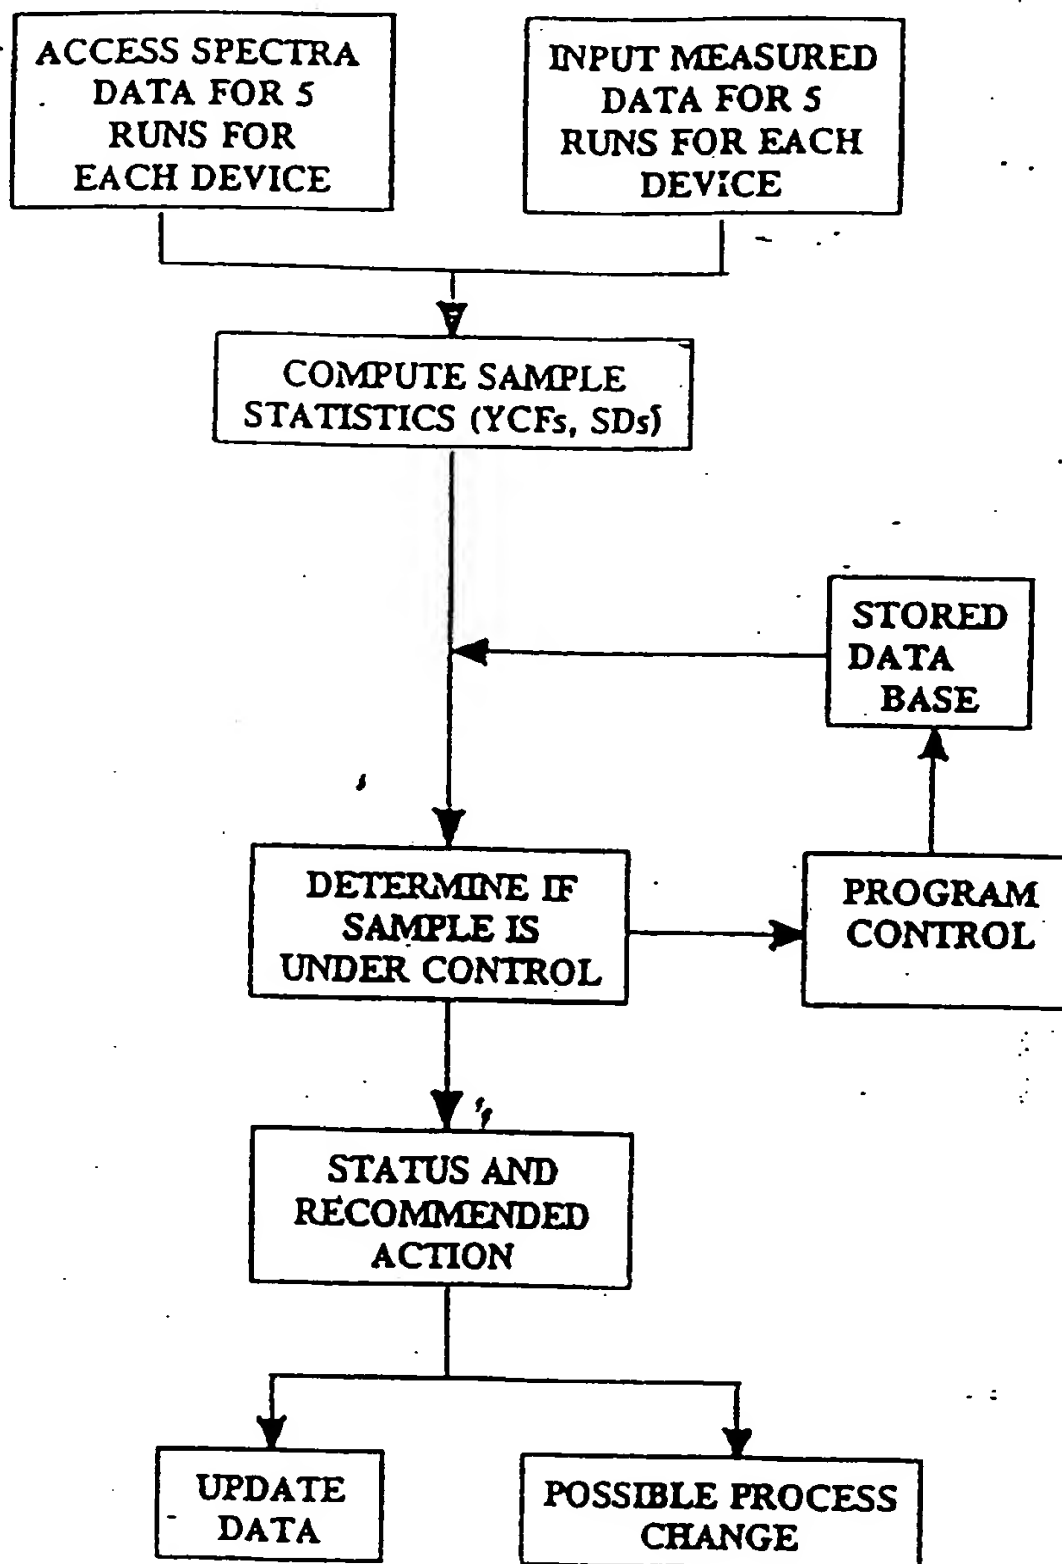 ACCESS SPECTRA
DATA FOR 5
RUNS FOR
EACH DEVICE
INPUT MEASURED
DATA FOR 5
RUNS FOR EACH
DEVICE
COMPUTE SAMPLE
STATISTICS (YCFs, SDs)
STORED
DATA
BASE
DETERMINE IF
SAMPLE IS
UNDER CONTROL
PROGRAM
CONTROL
STATUS AND
RECOMMENDED
ACTION
UPDATE
DATA
POSSIBLE PROCESS
CHANGE